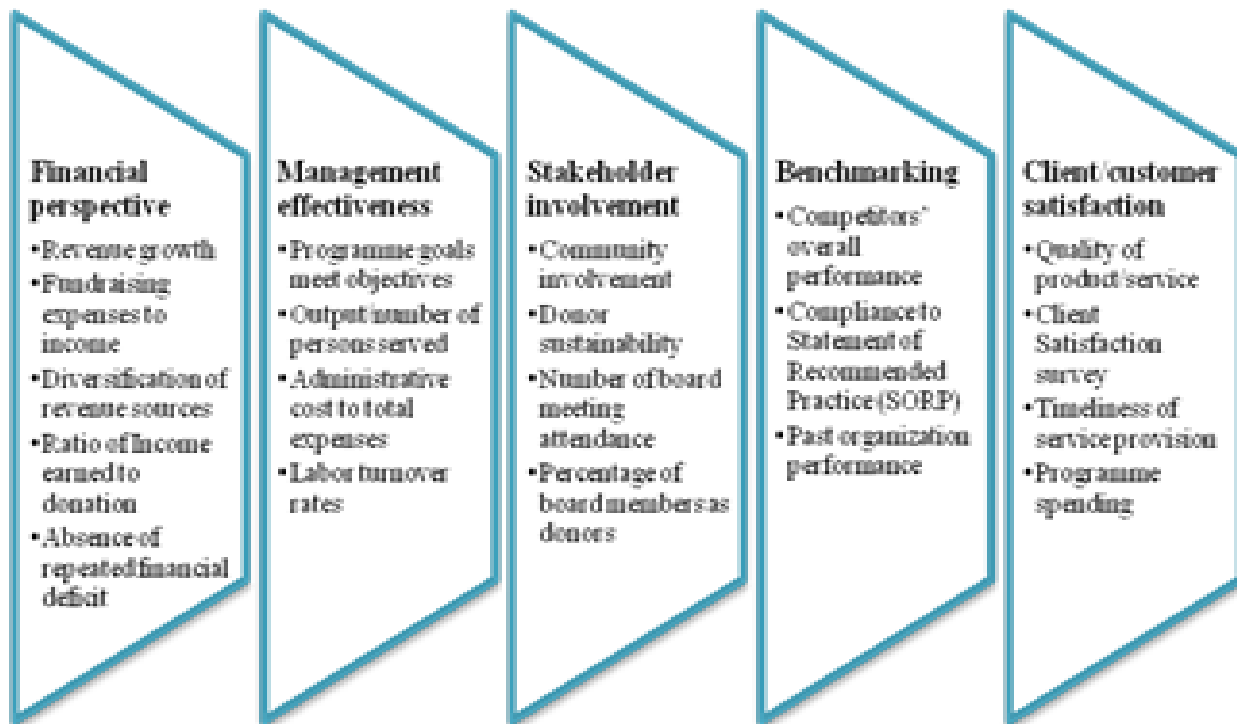 Financial
perspective
•Revenue growth
•Fundraising
expenses to
income
•Diversification of
revenue sources
•Ratio of Income
earned to
donation
•Absence of
repeated financial
deficit
Management
effectiveness
•Programme goals
meet objectives
•Output/number of
persons served
•Administrative
cost to total
expenses
•Labor turnover
rates
Stakeholder
involvement
•Community
involvement
•Donor
sustainability
•Number of board
meeting
attendance
•Percentage of
board members as
donors
Benchmarking
•Competitors'
overall
performance
•Compliance to
Statement of
Recommended
Practice (SORP)
•Past organization
performance
Client/customer
satisfaction
•Quality of
product/service
•Client
Satisfaction
survey
•Timeliness of
service provision
•Programme
spending